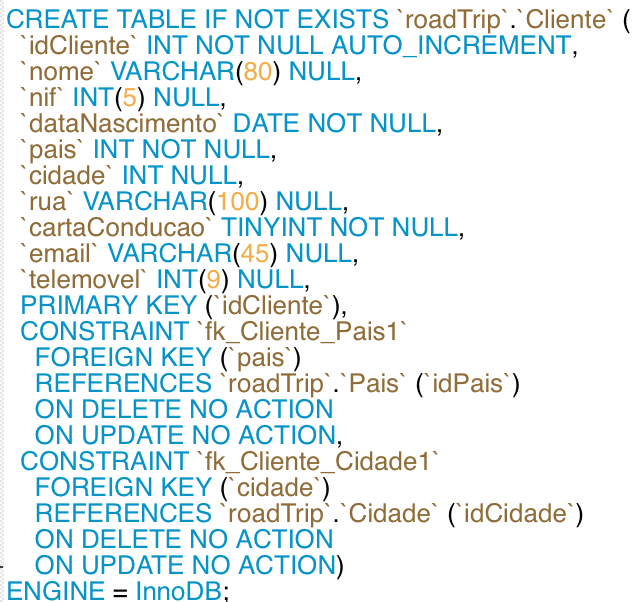 CREATE TABLE IF NOT EXISTS `roadTrip`.`Cliente` (
`idCliente` INT NOT NULL AUTO_INCREMENT,
`nome` VARCHAR(80) NULL,
`nif` INT(5) NULL,
`dataNascimento` DATE NOT NULL,
`pais` INT NOT NULL,
`cidade` INT NULL,
`rua` VARCHAR(100) NULL,
`cartaConducao` TINYINT NOT NULL,
`email` VARCHAR(45) NULL,
`telemovel` INT(9) NULL,
PRIMARY KEY (`idCliente`),
CONSTRAINT `fk_Cliente_Pais1`
FOREIGN KEY (`pais`)
REFERENCES `roadTrip`.`Pais` (`idPais`)
ON DELETE NO ACTION
ON UPDATE NO ACTION,
CONSTRAINT `fk_Cliente_Cidade1`
FOREIGN KEY (`cidade`)
REFERENCES `roadTrip`.`Cidade` (`idCidade`)
ON DELETE NO ACTION
ON UPDATE NO ACTION)
ENGINE = InnoDB;